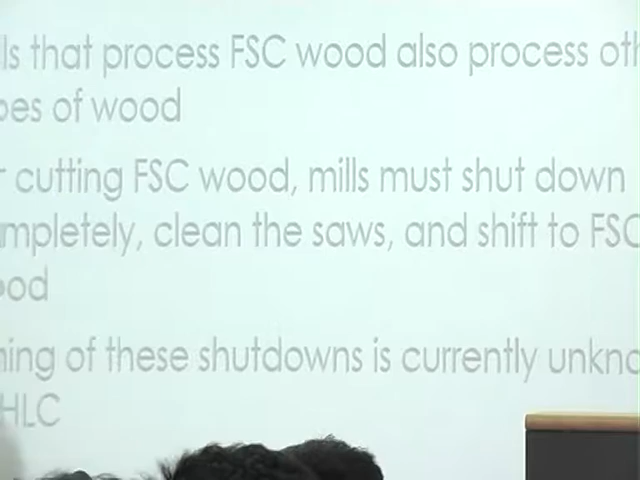 ls that process FSC wood also process oth
pes of wood
r cutting FSC wood, mills must shut down
mpletely, clean the saws, and shift to FSC
ood
ning of these shutdowns is currently unkno
HLC